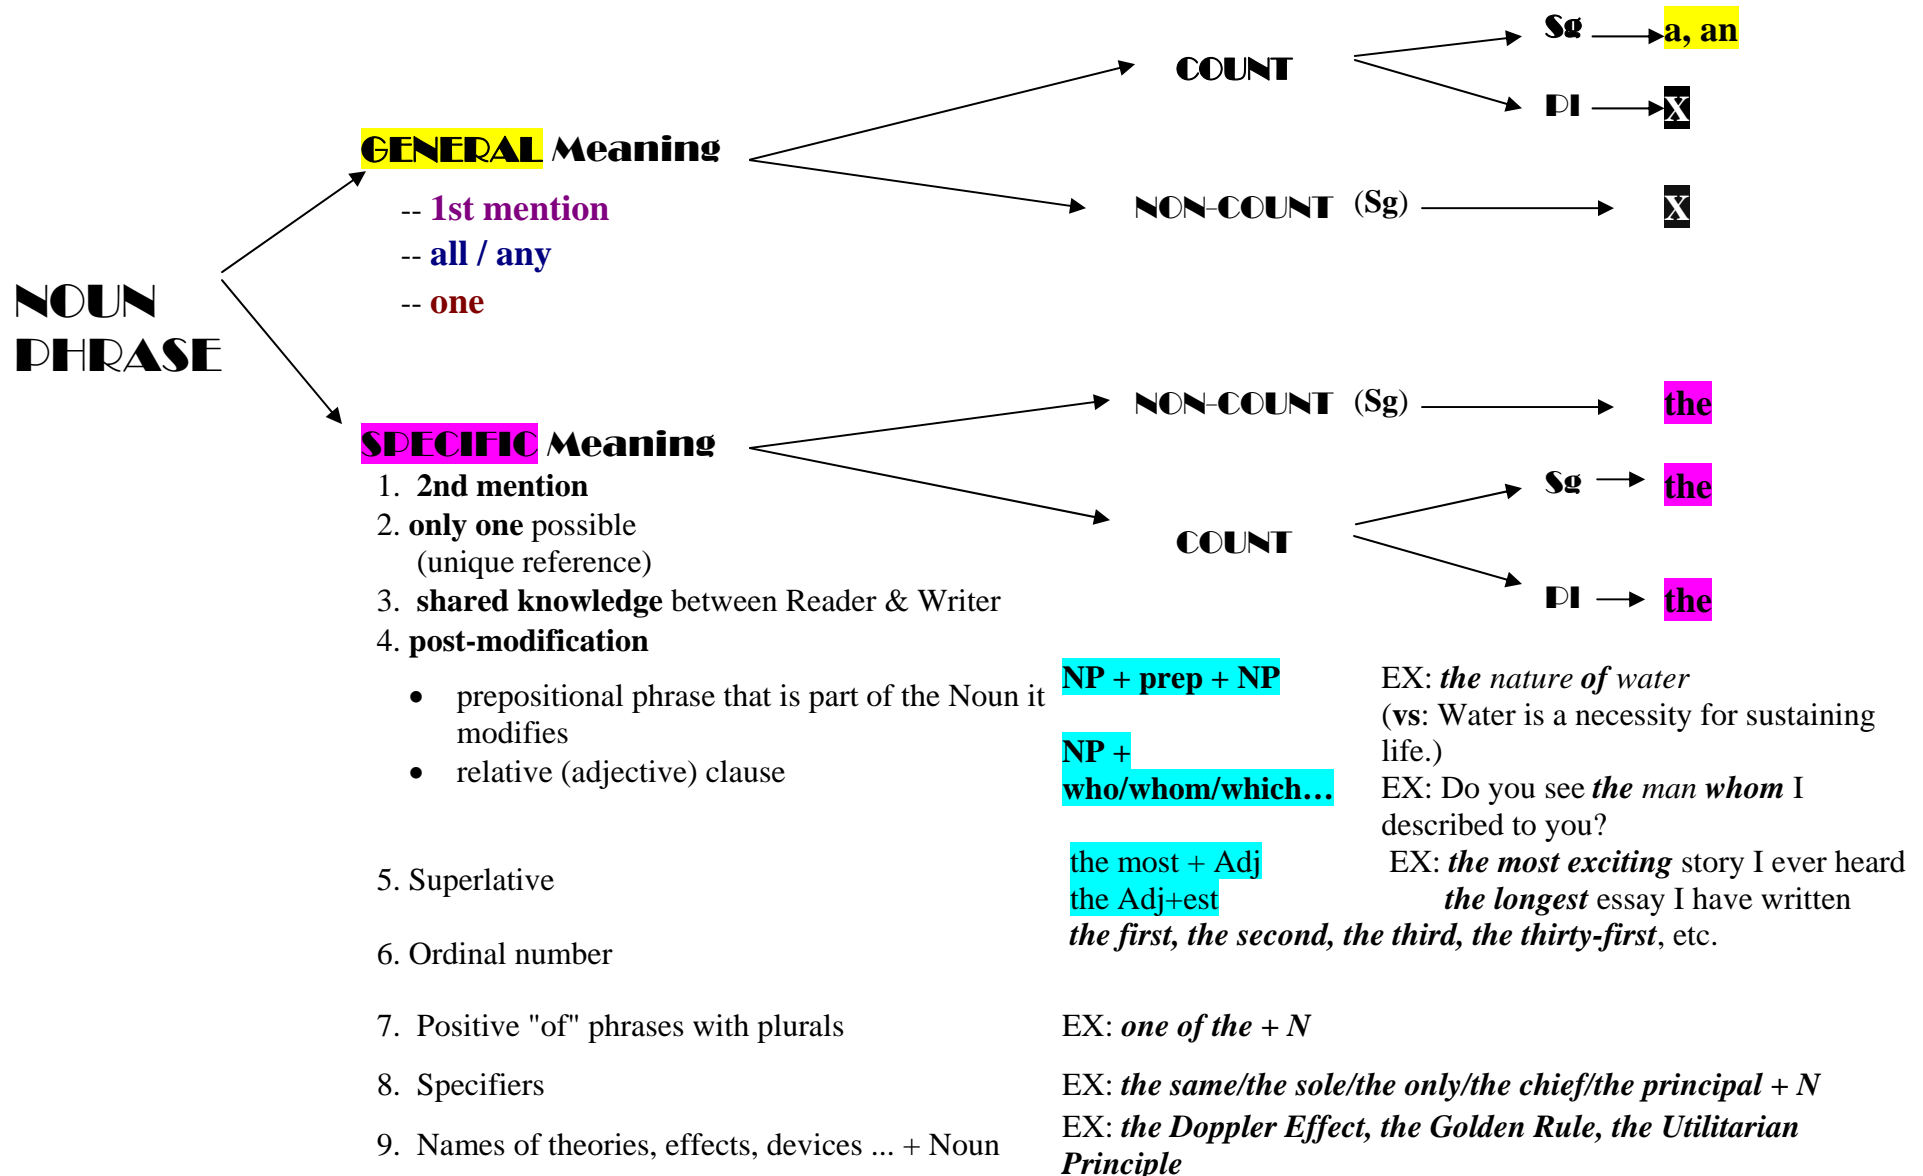 Sg a, an
COUNT
Pl X
GENERAL Meaning
NON-COUNT (Sg) X
-- 1st mention
-- all / any
-- one
NOUN
PHRASE
NON-COUNT (Sg) the
SPECIFIC Meaning
Sg the
COUNT
Pl the
1. 2nd mention
2. only one possible
(unique reference)
3. shared knowledge between Reader & Writer
4. post-modification
• prepositional phrase that is part of the Noun it
modifies
• relative (adjective) clause
NP + prep + NP
NP +
who/whom/which…
EX: the nature of water
(vs: Water is a necessity for sustaining
life.)
EX: Do you see the man whom I
described to you?
5. Superlative
the most + Adj
the Adj+est
EX: the most exciting story I ever heard
the longest essay I have written
6. Ordinal number
the first, the second, the third, the thirty-first, etc.
7. Positive "of" phrases with plurals
EX: one of the + N
8. Specifiers
EX: the same/the sole/the only/the chief/the principal + N
9. Names of theories, effects, devices ... + Noun
EX: the Doppler Effect, the Golden Rule, the Utilitarian
Principle